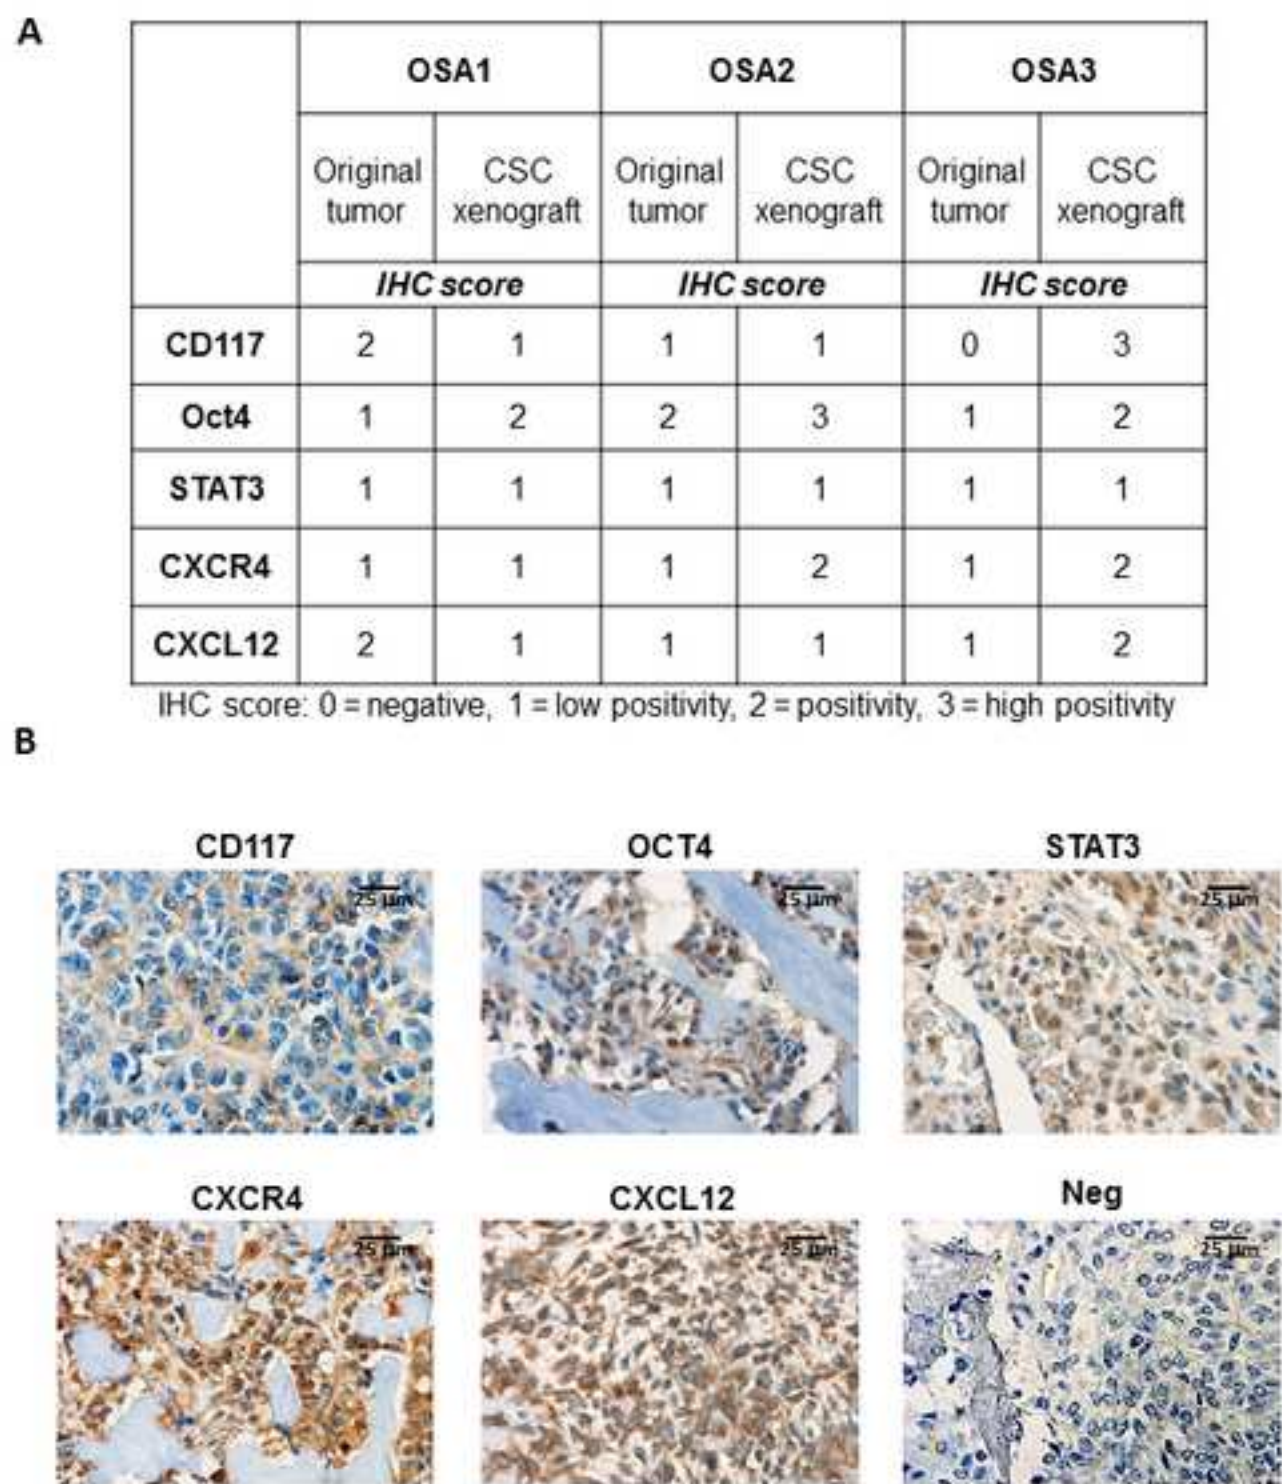 A
OSA1 OSA2 OSA3
Original tumor CSC xenograft Original tumor CSC xenograft Original tumor CSC xenograft
IHC score IHC score IHC score
CD117 2 1 1 1 0 3
Oct4 1 2 2 3 1 2
STAT3 1 1 1 1 1 1
CXCR4 1 1 1 2 1 2
CXCL12 2 1 1 1 1 2
IHC score: 0 = negative, 1 = low positivity, 2 = positivity, 3 = high positivity
B
CD117 OCT4 STAT3
25 µm 25 µm 25 µm
CXCR4 CXCL12 Neg
25 µm 25 µm 25 µm